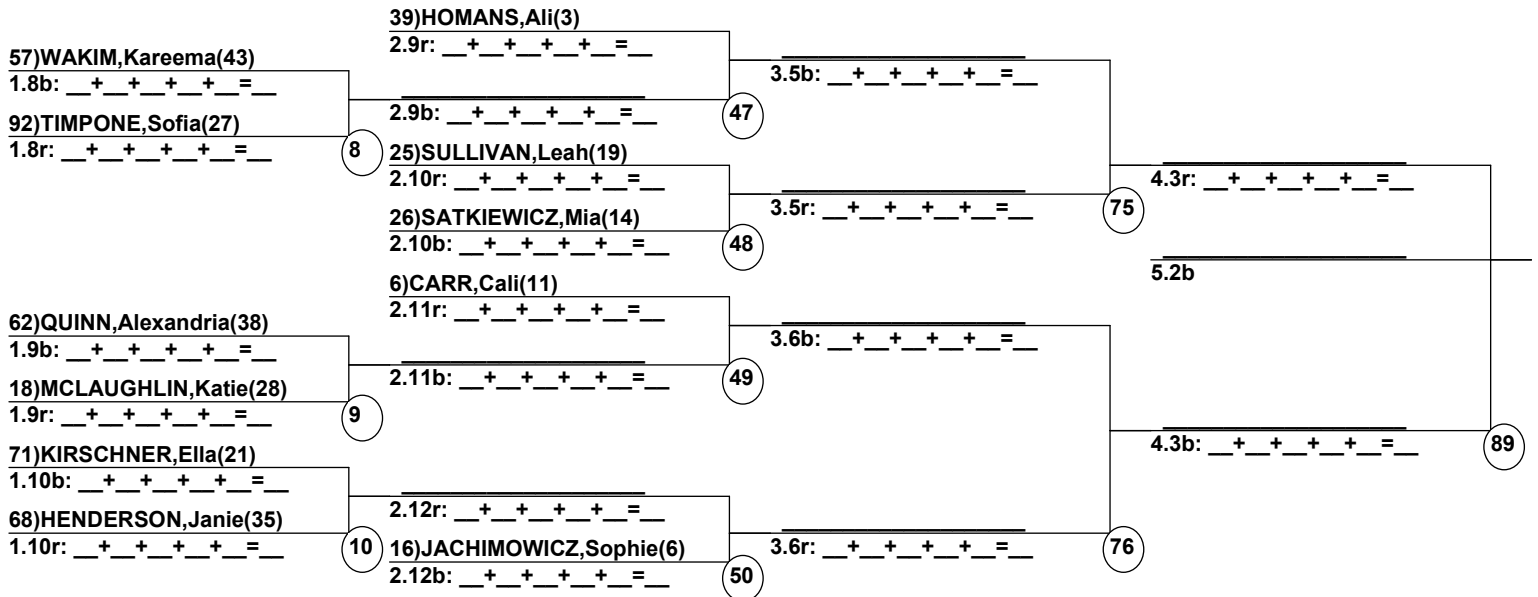 57)WAKIM,Kareema(43)
1.8b: __+__+__+__+__=__
92)TIMPONE,Sofia(27)
1.8r: __+__+__+__+__=__
8
62)QUINN,Alexandria(38)
1.9b: __+__+__+__+__=__
18)MCLAUGHLIN,Katie(28)
1.9r: __+__+__+__+__=__
9
71)KIRSCHNER,Ella(21)
1.10b: __+__+__+__+__=__
68)HENDERSON,Janie(35)
1.10r: __+__+__+__+__=__
10
39)HOMANS,Ali(3)
2.9r: __+__+__+__+__=__
2.9b: __+__+__+__+__=__
47
25)SULLIVAN,Leah(19)
2.10r: __+__+__+__+__=__
26)SATKIEWICZ,Mia(14)
2.10b: __+__+__+__+__=__
48
6)CARR,Cali(11)
2.11r: __+__+__+__+__=__
2.11b: __+__+__+__+__=__
49
2.12r: __+__+__+__+__=__
16)JACHIMOWICZ,Sophie(6)
2.12b: __+__+__+__+__=__
50
3.5b: __+__+__+__+__=__
3.5r: __+__+__+__+__=__
75
3.6b: __+__+__+__+__=__
3.6r: __+__+__+__+__=__
76
4.3r: __+__+__+__+__=__
5.2b
4.3b: __+__+__+__+__=__
89